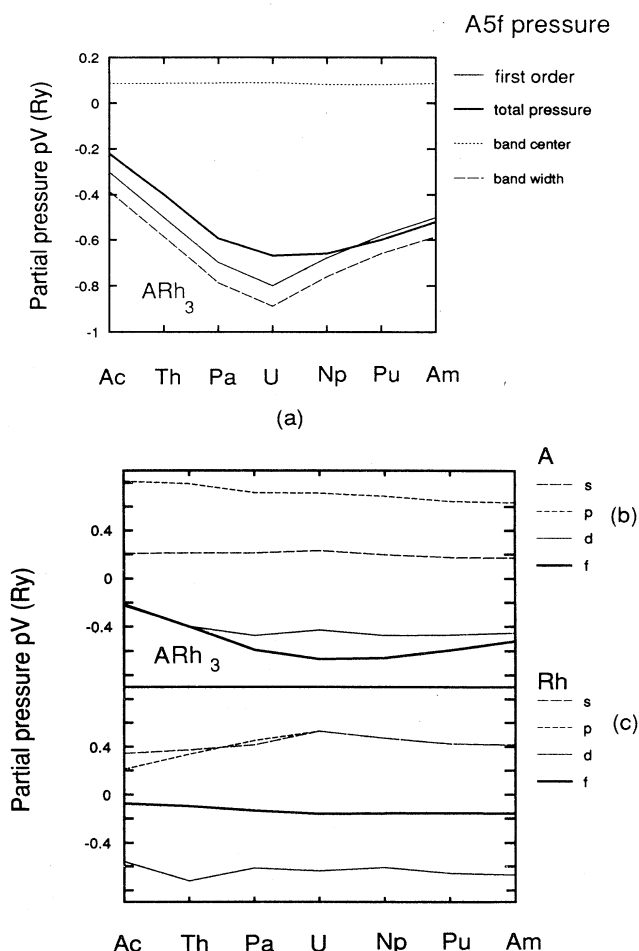 A5f pressure
first order
total pressure
band center
band width
Partial pressure pV (Ry)
0.2
0
-0.2
-0.4
-0.6
-0.8
-1
ARh3
Ac Th Pa U Np Pu Am
(a)
A
s
p
d
f
(b)
Partial pressure pV (Ry)
0.4
0
-0.4
ARh3
Rh
s
p
d
f
(c)
0.4
0
-0.4
Ac Th Pa U Np Pu Am